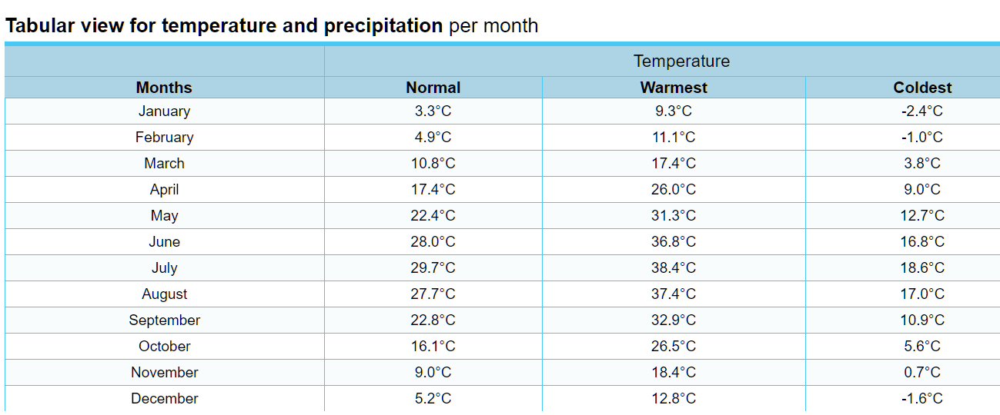 Tabular view for temperature and precipitation per month
Temperature
Months Normal Warmest Coldest
January 3.3°C 9.3°C -2.4°C
February 4.9°C 11.1°C -1.0°C
March 10.8°C 17.4°C 3.8°C
April 17.4°C 26.0°C 9.0°C
May 22.4°C 31.3°C 12.7°C
June 28.0°C 36.8°C 16.8°C
July 29.7°C 38.4°C 18.6°C
August 27.7°C 37.4°C 17.0°C
September 22.8°C 32.9°C 10.9°C
October 16.1°C 26.5°C 5.6°C
November 9.0°C 18.4°C 0.7°C
December 5.2°C 12.8°C -1.6°C